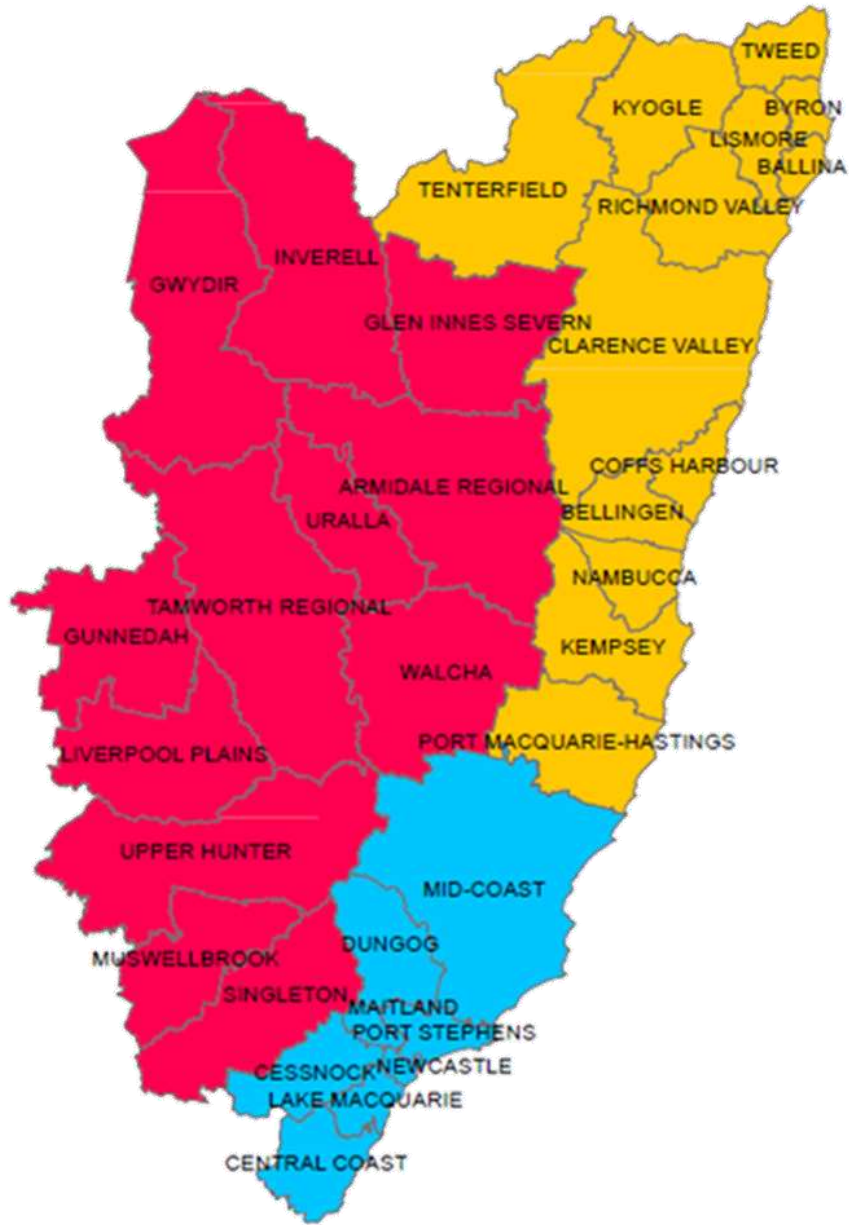 TWEED
KYOGLE
BYRON
LISMORE
BALLINA
TENTERFIELD
RICHMOND VALLEY
INVERELL
GWYDIR
GLEN INNES SEVERN
CLARENCE VALLEY
COFFS HARBOUR
ARMIDALE REGIONAL
BELLINGEN
URALLA
NAMBUCCA
TAMWORTH REGIONAL
GUNNEDAH
KEMPSEY
WALCHA
PORT MACQUARIE-HASTINGS
LIVERPOOL PLAINS
UPPER HUNTER
MID-COAST
DUNGOG
MUSWELLBROOK
SINGLETON
MAITLAND
PORT STEPHENS
NEWCASTLE
CESSNOCK
LAKE MACQUARIE
CENTRAL COAST